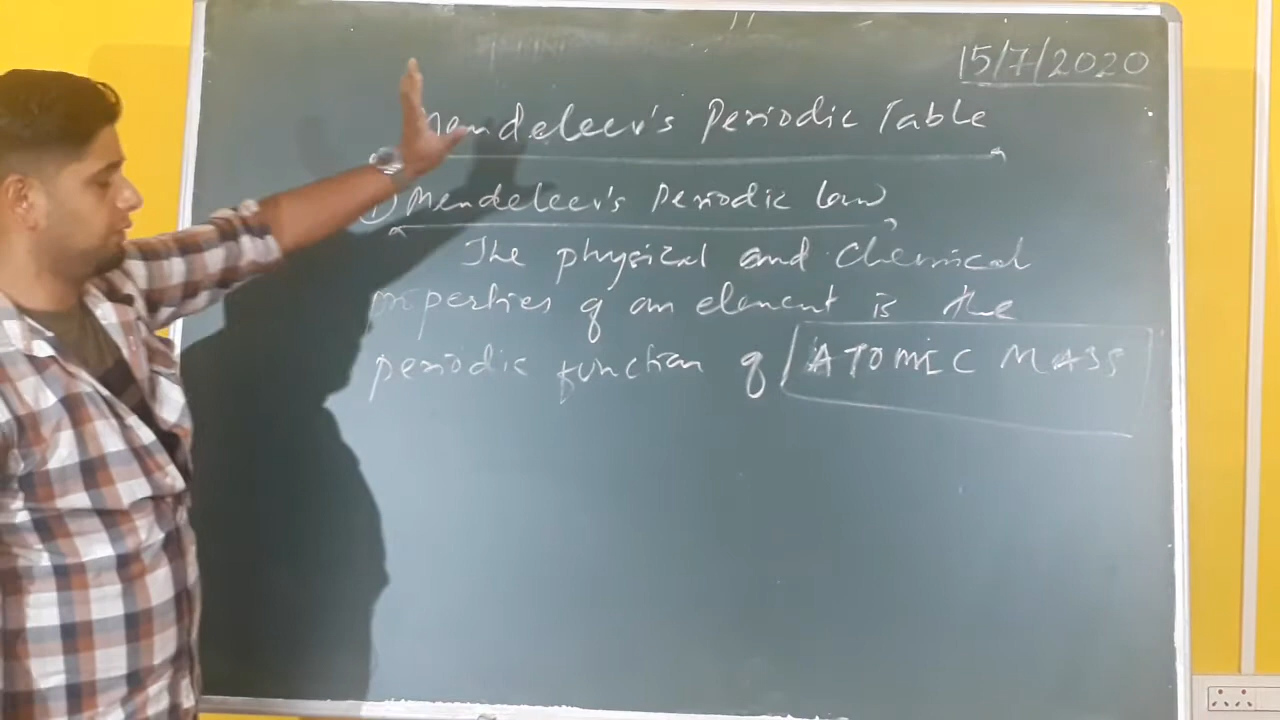 15/7/2020
Mendeleev's Periodic Table
1) Mendeleev's Periodic law
The physical and chemical
properties of an element is the
periodic function of ATOMIC MASS